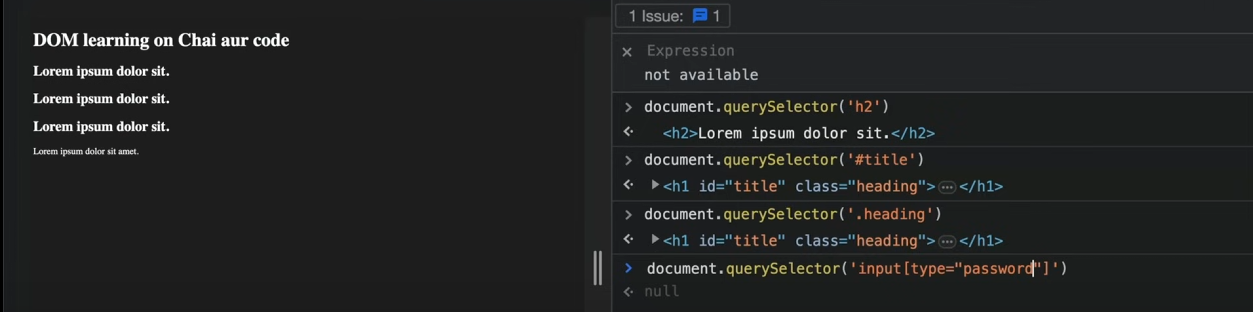 DOM learning on Chai aur code
Lorem ipsum dolor sit.
Lorem ipsum dolor sit.
Lorem ipsum dolor sit.
Lorem ipsum dolor sit amet.
1 Issue: 1
Expression
not available
document.querySelector('h2')
<h2>Lorem ipsum dolor sit.</h2>
document.querySelector('#title')
<h1 id="title" class="heading">…</h1>
document.querySelector('.heading')
<h1 id="title" class="heading">…</h1>
document.querySelector('input[type="password"]')
null